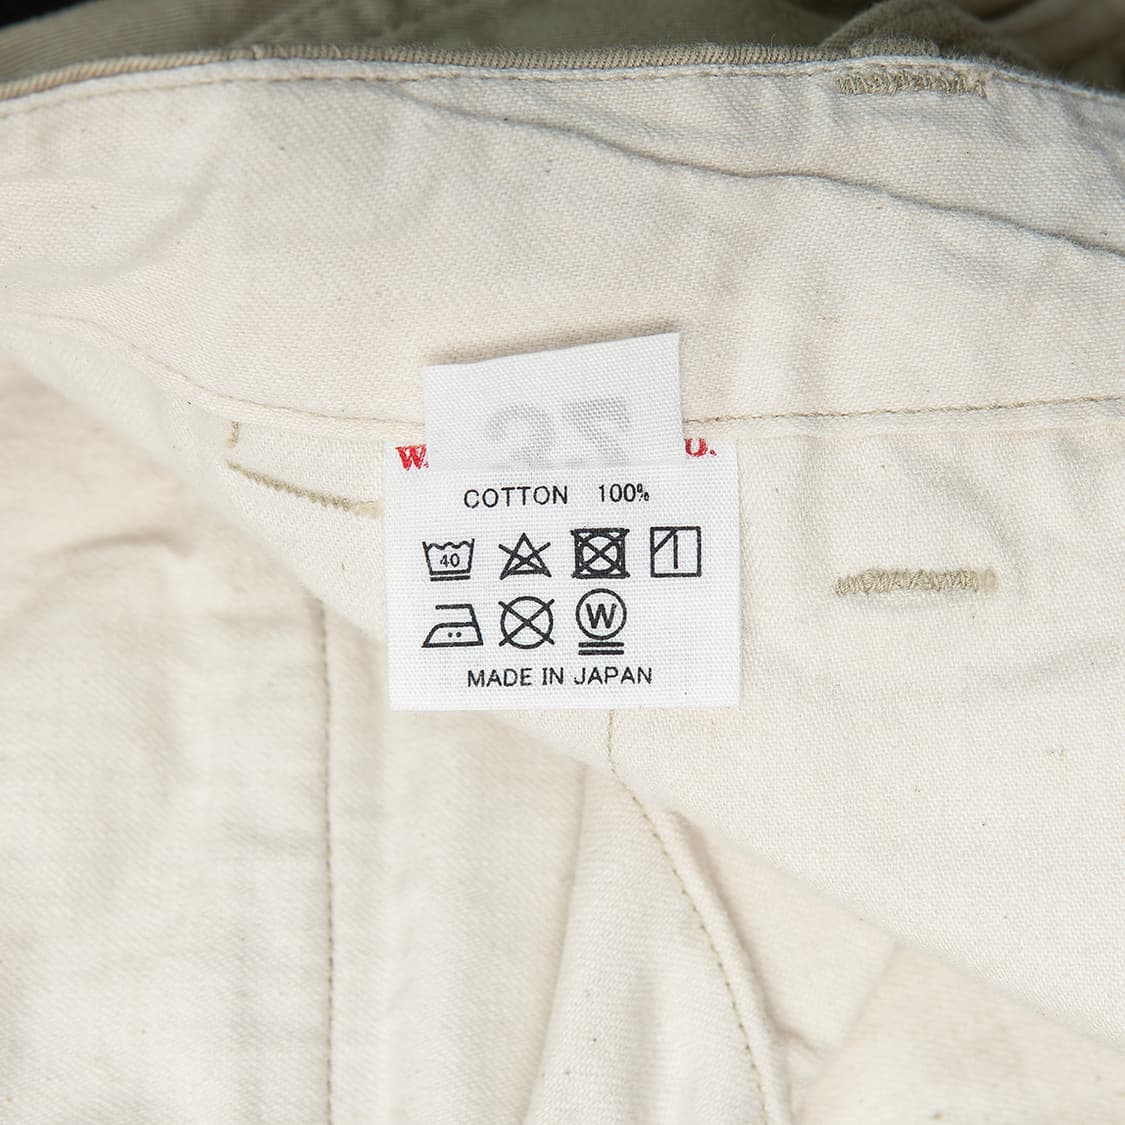 W. U.
COTTON 100%
40
W
MADE IN JAPAN